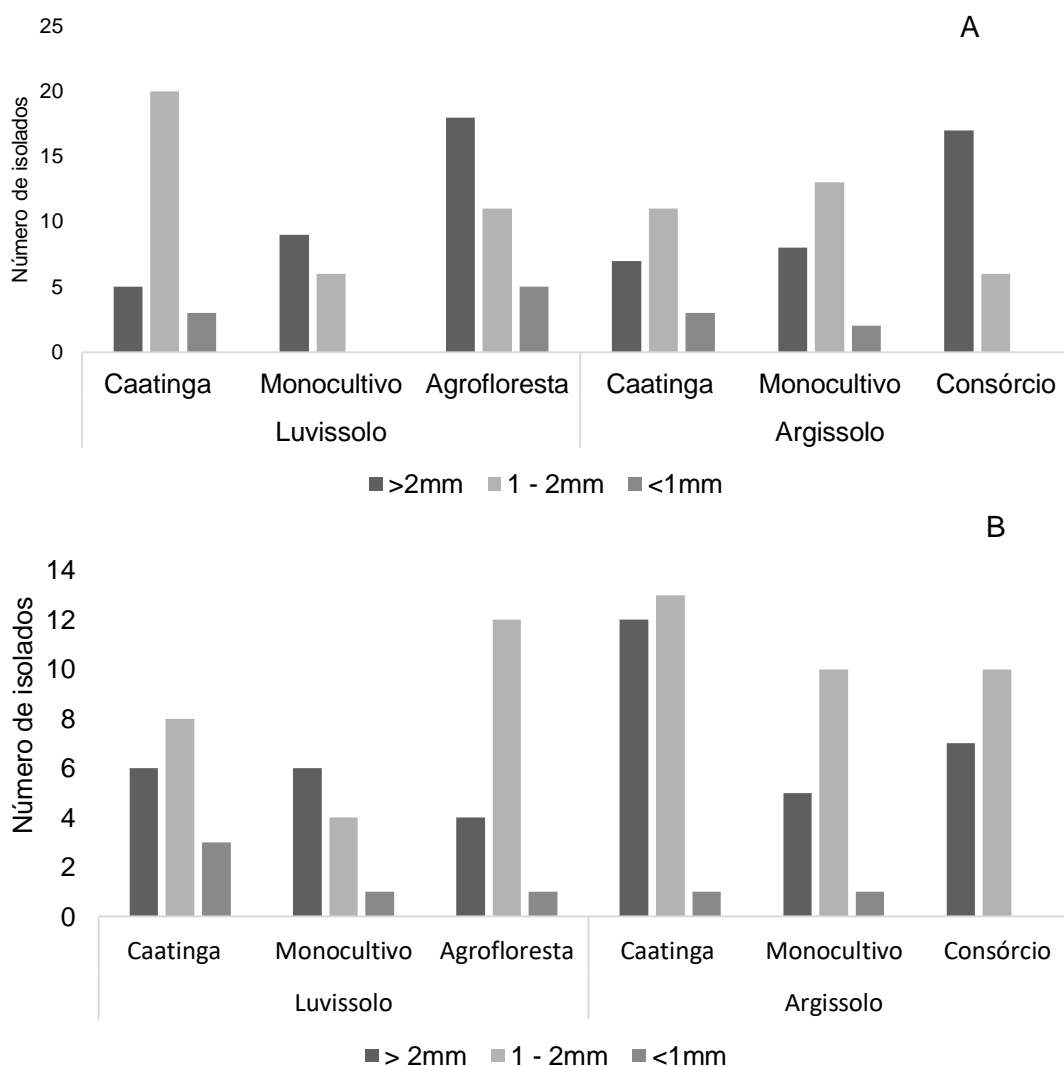 A
25
20
15
10
5
0
Número de isolados
Caatinga Monocultivo Agrofloresta Caatinga Monocultivo Consórcio
Luvissolo Argissolo
>2mm 1 - 2mm <1mm
B
14
12
10
8
6
4
2
0
Número de isolados
Caatinga Monocultivo Agrofloresta Caatinga Monocultivo Consórcio
Luvissolo Argissolo
> 2mm 1 - 2mm <1mm